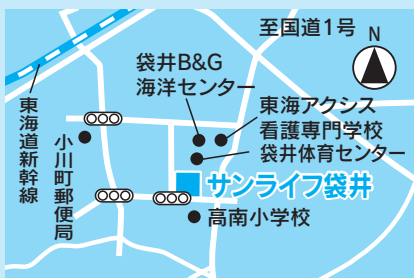 至国道1号
N
袋井B&G
海洋センター
東海アクシス
看護専門学校
袋井体育センター
東海道新幹線
小川町郵便局
サンライフ袋井
高南小学校